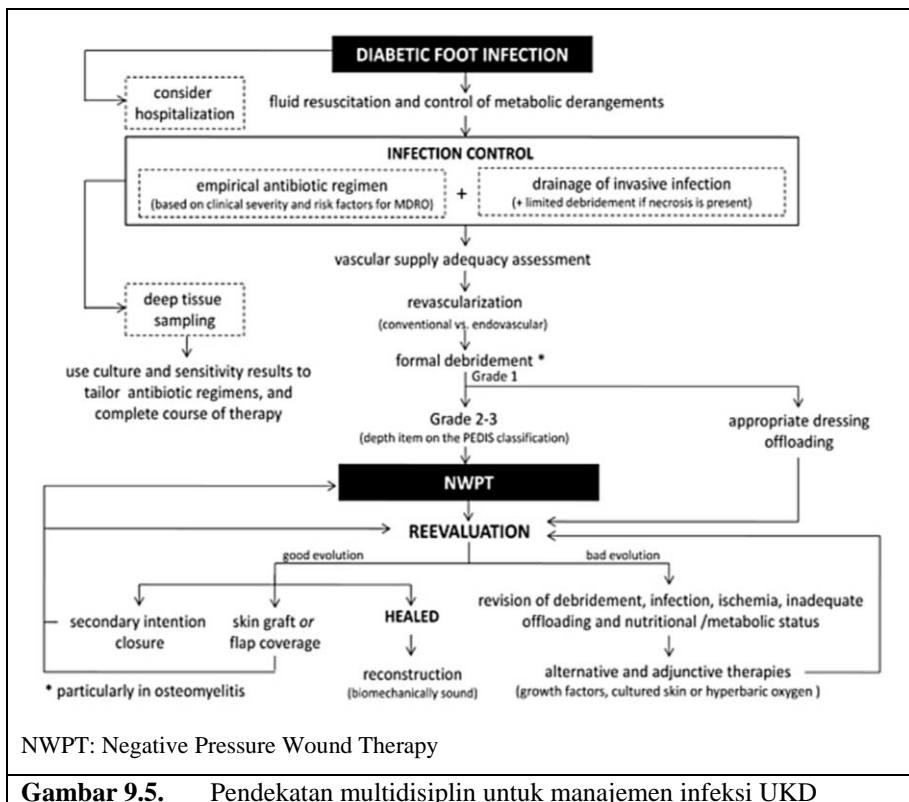 DIABETIC FOOT INFECTION
consider
hospitalization
fluid resuscitation and control of metabolic derangements
INFECTION CONTROL
empirical antibiotic regimen
(based on clinical severity and risk factors for MDRO)
+
drainage of invasive infection
(+ limited debridement if necrosis is present)
vascular supply adequacy assessment
deep tissue
sampling
revascularization
(conventional vs. endovascular)
use culture and sensitivity results to
tailor antibiotic regimens, and
complete course of therapy
formal debridement *
Grade 1
Grade 2-3
(depth item on the PEDIS classification)
appropriate dressing
offloading
NWPT
REEVALUATION
good evolution
bad evolution
secondary intention
closure
skin graft or
flap coverage
HEALED
reconstruction
(biomechanically sound)
revision of debridement, infection, ischemia, inadequate
offloading and nutritional /metabolic status
alternative and adjunctive therapies
(growth factors, cultured skin or hyperbaric oxygen )
* particularly in osteomyelitis
NWPT: Negative Pressure Wound Therapy
Gambar 9.5. Pendekatan multidisiplin untuk manajemen infeksi UKD